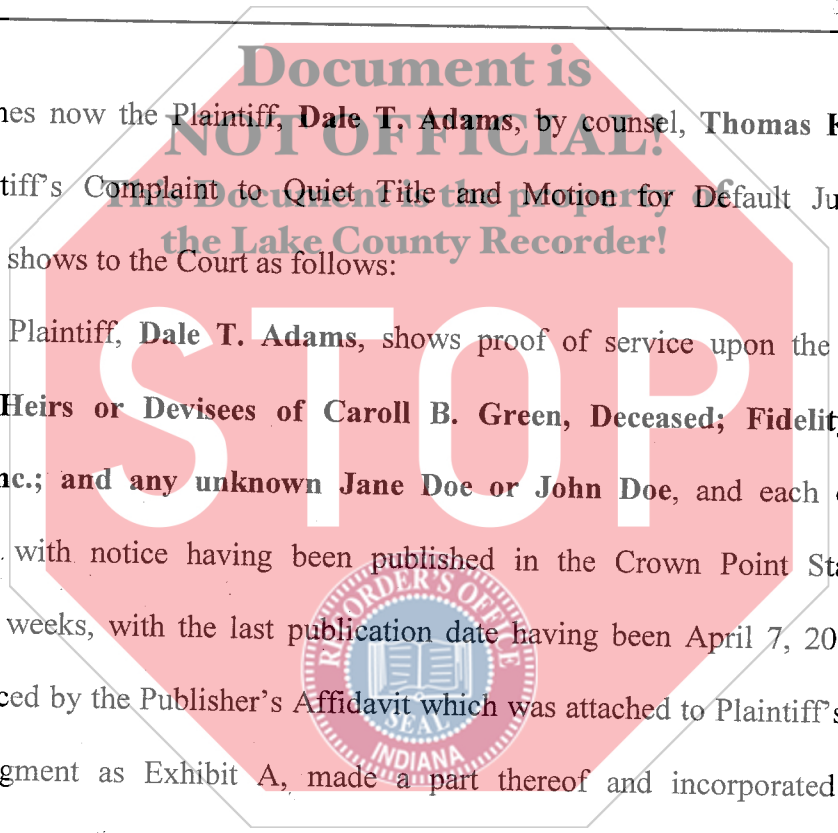 Document is
nes now the Plaintiff, Dale T. Adams, by counsel, Thomas K
NOT OFFICIAL!
tiff's Complaint to Quiet Title and Motion for Default Ju
This Document is the property of
the Lake County Recorder!
shows to the Court as follows:
STOP
Plaintiff, Dale T. Adams, shows proof of service upon the
Heirs or Devisees of Caroll B. Green, Deceased; Fidelit
nc.; and any unknown Jane Doe or John Doe, and each
with notice having been published in the Crown Point Sta
RECORDER'S OFFICE
weeks, with the last publication date having been April 7, 20
ced by the Publisher's Affidavit which was attached to Plaintiff's
SEAL
INDIANA
gment as Exhibit A, made a part thereof and incorporated